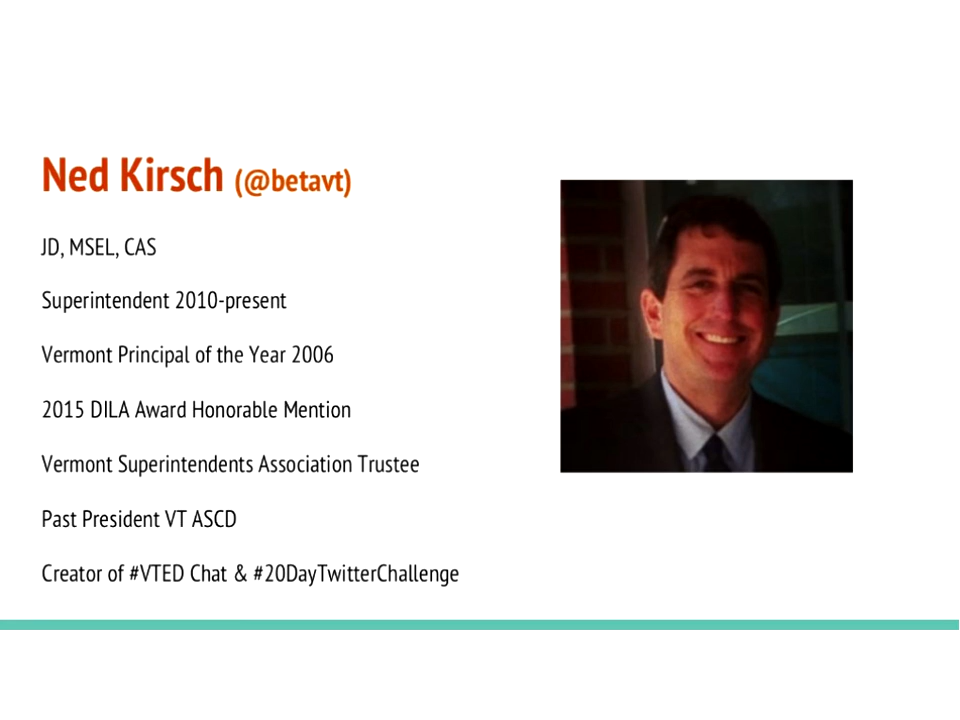 Ned Kirsch (@betavt)
JD, MSEL, CAS
Superintendent 2010-present
Vermont Principal of the Year 2006
2015 DILA Award Honorable Mention
Vermont Superintendents Association Trustee
Past President VT ASCD
Creator of #VTED Chat & #20DayTwitterChallenge